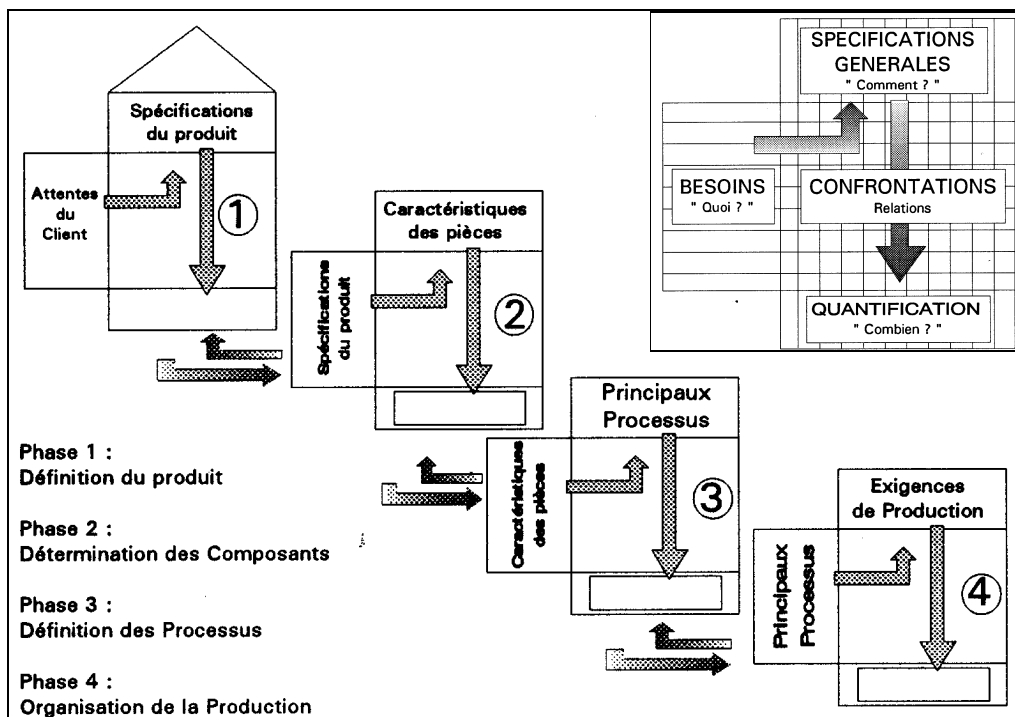 Spécifications
du produit
Attentes
du
Client
1
Caractéristiques
des pièces
Spécifications
du produit
2
Principaux
Processus
Caractéristiques
des pièces
3
Exigences
de Production
Principaux
Processus
4
SPECIFICATIONS
GENERALES
" Comment ? "
BESOINS
" Quoi ? "
CONFRONTATIONS
Relations
QUANTIFICATION
" Combien ? "
Phase 1 :
Définition du produit
Phase 2 :
Détermination des Composants
Phase 3 :
Définition des Processus
Phase 4 :
Organisation de la Production